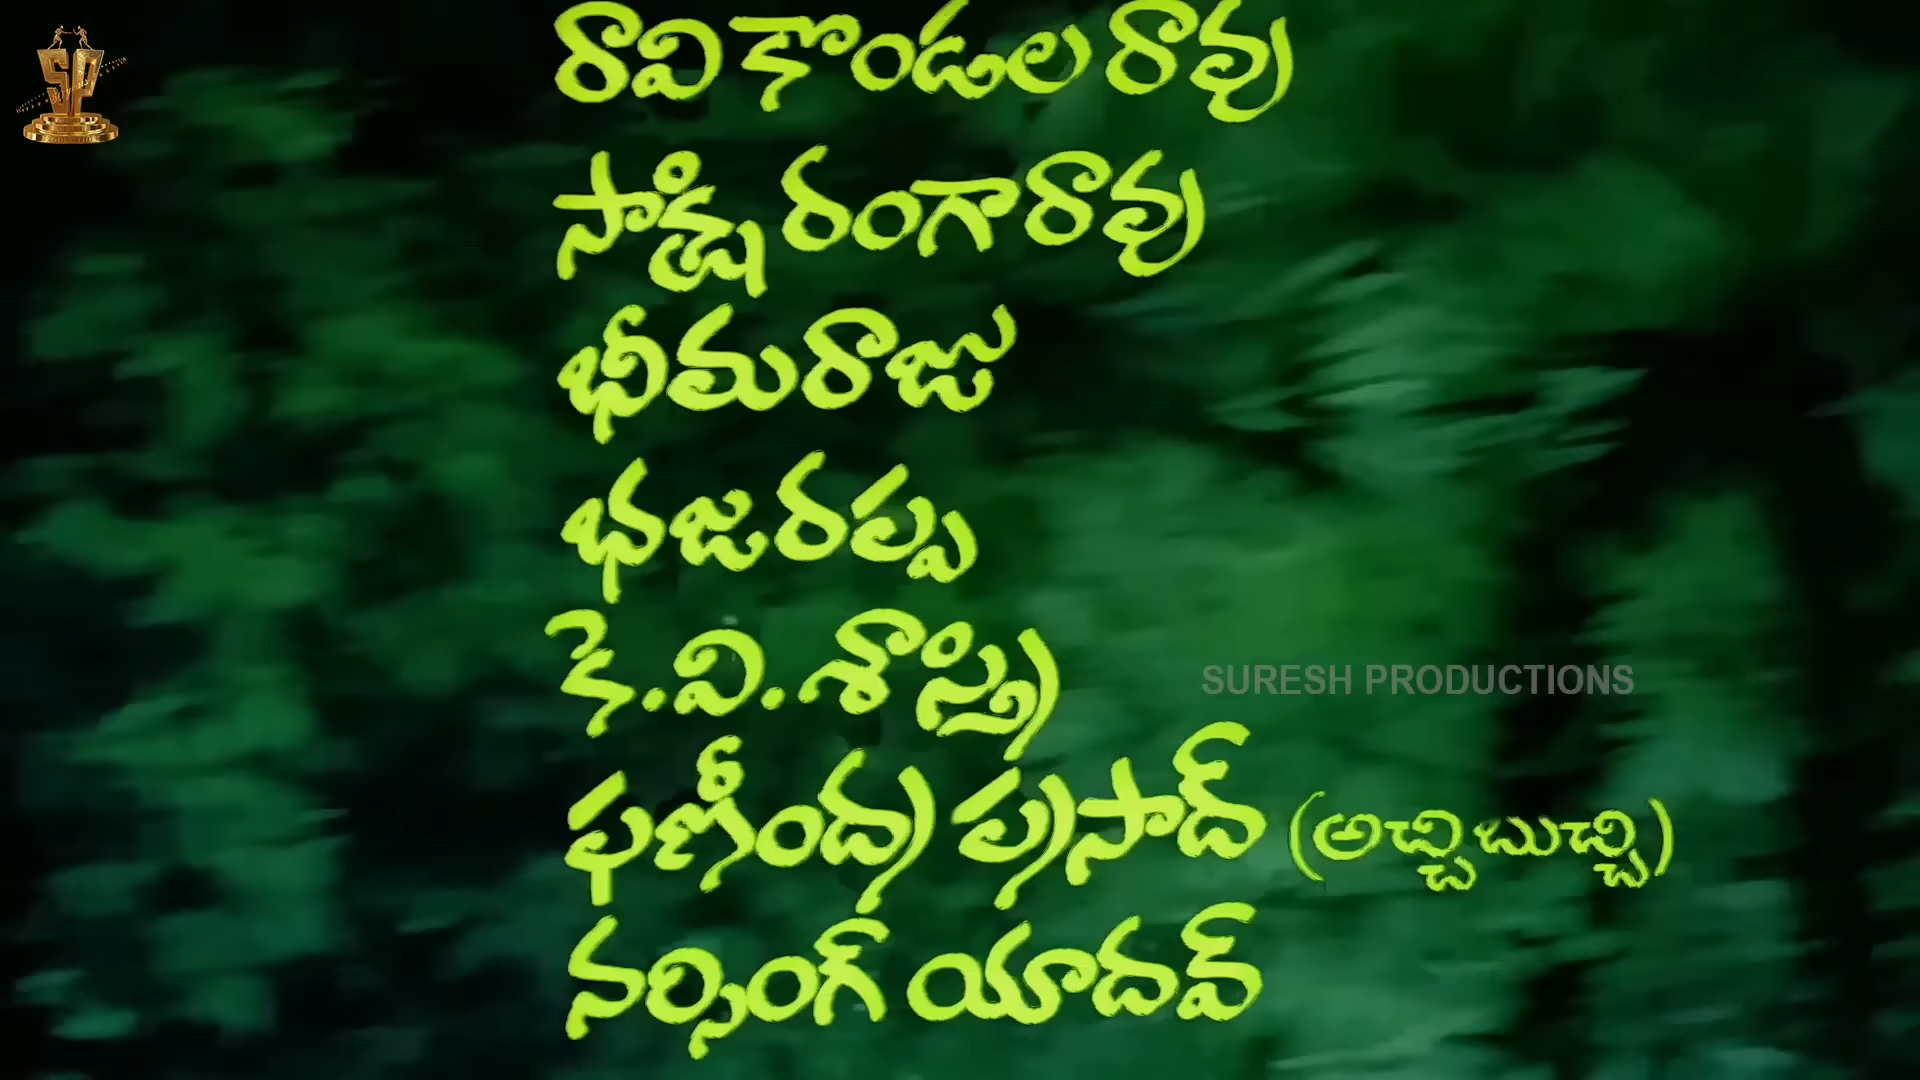 రావి కొండల రావు
సాక్షి రంగారావు
భీమరాజు
భజరప్ప
కె.వి.శాస్త్రి
SURESH PRODUCTIONS
ఫణీంద్ర ప్రసాద్ (అచ్చిబుచ్చి)
నర్సింగ్ యాదవ్